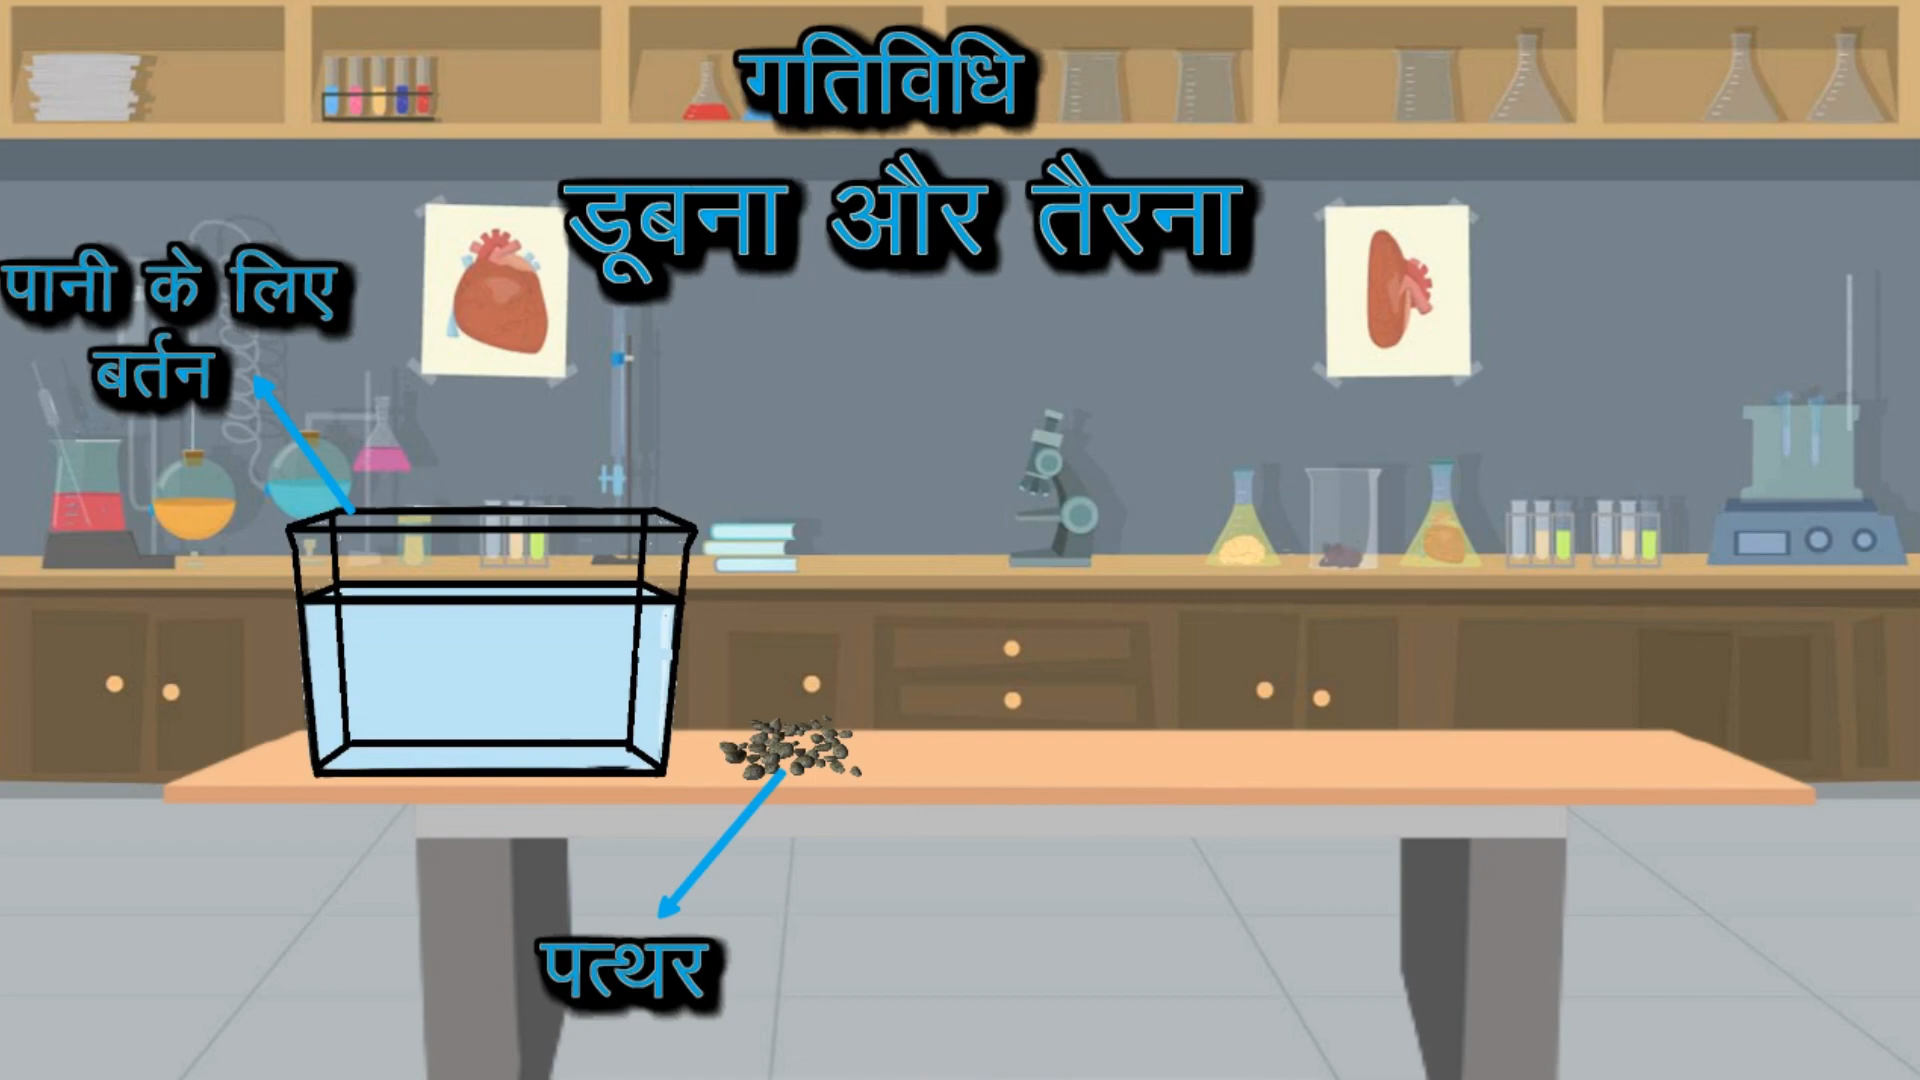 गतिविधि
डूबना और तैरना
पानी के लिए
बर्तन
पत्थर